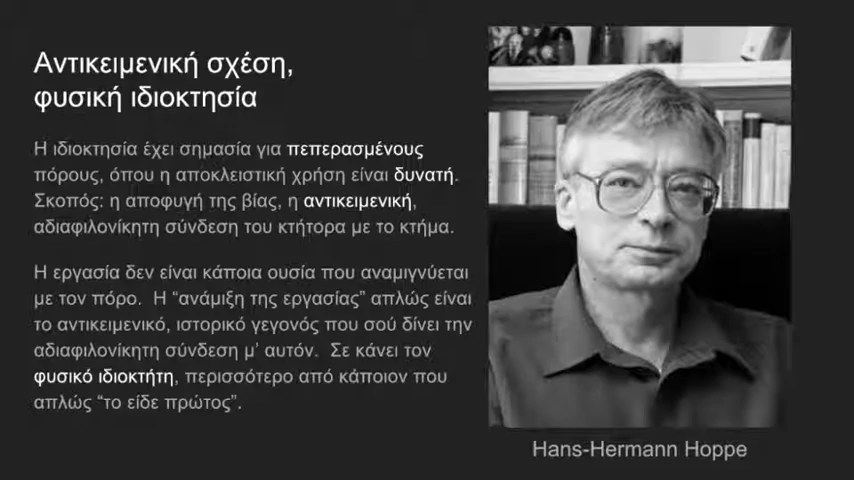 Αντικειμενική σχέση,
φυσική ιδιοκτησία
Η ιδιοκτησία έχει σημασία για πεπερασμένους
πόρους, όπου η αποκλειστική χρήση είναι δυνατή.
Σκοπός: η αποφυγή της βίας, η αντικειμενική,
αδιαφιλονίκητη σύνδεση του κτήτορα με το κτήμα.
Η εργασία δεν είναι κάποια ουσία που αναμιγνύεται
με τον πόρο. Η “ανάμιξη της εργασίας” απλώς είναι
το αντικειμενικό, ιστορικό γεγονός που σού δίνει την
αδιαφιλονίκητη σύνδεση μ’ αυτόν. Σε κάνει τον
φυσικό ιδιοκτήτη, περισσότερο από κάποιον που
απλώς “το είδε πρώτος”.
Hans-Hermann Hoppe